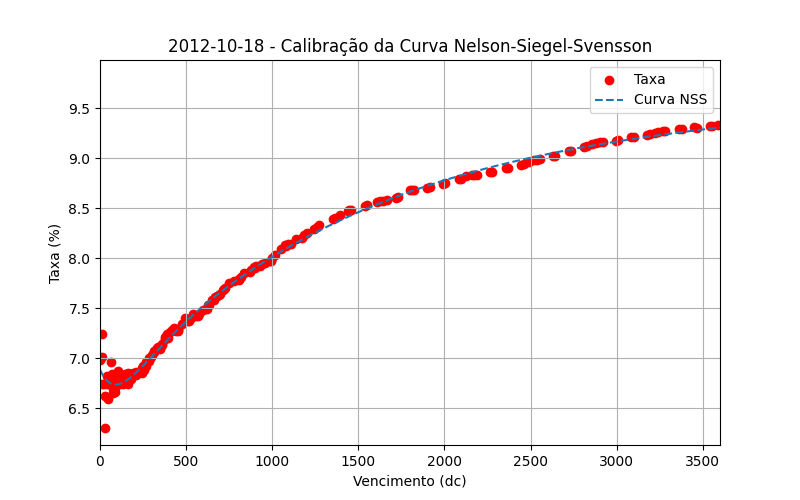 2012-10-18 - Calibração da Curva Nelson-Siegel-Svensson
Taxa
Curva NSS
Taxa (%)
9.5
9.0
8.5
8.0
7.5
7.0
6.5
0 500 1000 1500 2000 2500 3000 3500
Vencimento (dc)